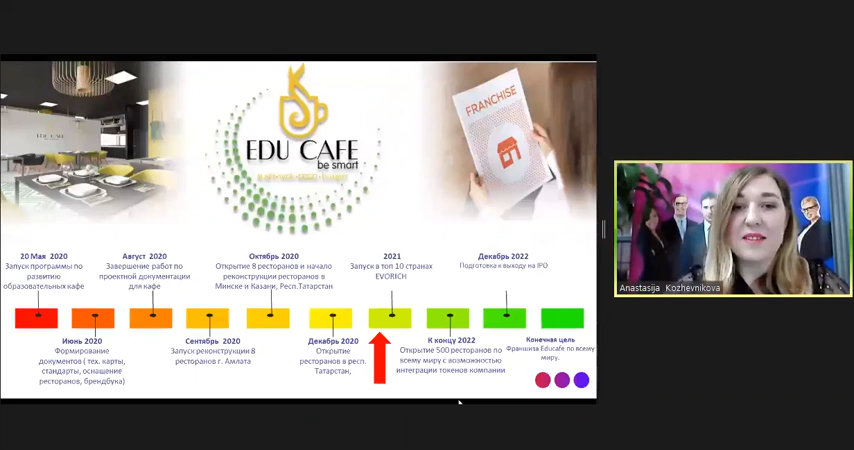 EDU CAFE
EDU CAFE
be smart
FRANCHISE
20 Мая 2020
Запуск программы по
развитию
образовательных кафе
Август 2020
Завершение работ по
проектной документации
для кафе
Октябрь 2020
Открытие 8 ресторанов и начало
реконструкции ресторанов в
Минске и Казани, Респ.Татарстан
2021
Запуск в топ 10 странах
EVORICH
Декабрь 2022
Подготовка к выходу на IPO
Июнь 2020
Формирование
документов ( тех. карты,
стандарты, оснащение
ресторанов, брендбука)
Сентябрь 2020
Запуск реконструкции 8
ресторанов г. Амлата
Декабрь 2020
Открытие
ресторанов в респ.
Татарстан,
К концу 2022
Открытие 500 ресторанов по
всему миру с возможностью
интеграции токенов компании
Конечная цель
Франшиза Educafe по всему
миру.
Anastasija Kozhevnikova